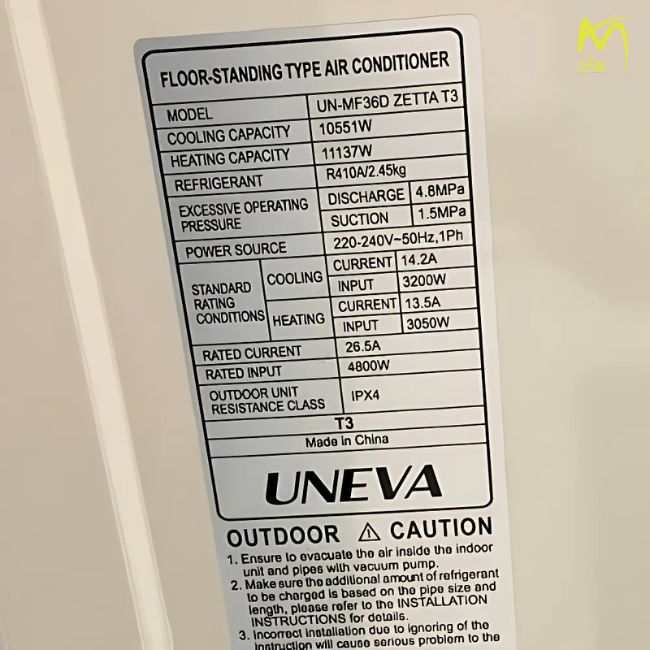 FLOOR-STANDING TYPE AIR CONDITIONER
MODEL UN-MF36D ZETTA T3
COOLING CAPACITY 10551W
HEATING CAPACITY 11137W
REFRIGERANT R410A/2.45kg
EXCESSIVE OPERATING PRESSURE DISCHARGE 4.8MPa
SUCTION 1.5MPa
POWER SOURCE 220-240V~50Hz,1Ph
STANDARD RATING CONDITIONS COOLING CURRENT 14.2A
INPUT 3200W
HEATING CURRENT 13.5A
INPUT 3050W
RATED CURRENT 26.5A
RATED INPUT 4800W
OUTDOOR UNIT RESISTANCE CLASS IPX4
T3
Made in China
UNEVA
OUTDOOR ⚠ CAUTION
1. Ensure to evacuate the air inside the indoor
unit and pipes with vacuum pump.
2. Make sure the additional amount of refrigerant
to be charged is based on the pipe size and
length, please refer to the INSTALLATION
INSTRUCTIONS for details.
3. Incorrect installation due to ignoring of the
instruction will cause serious problem to the